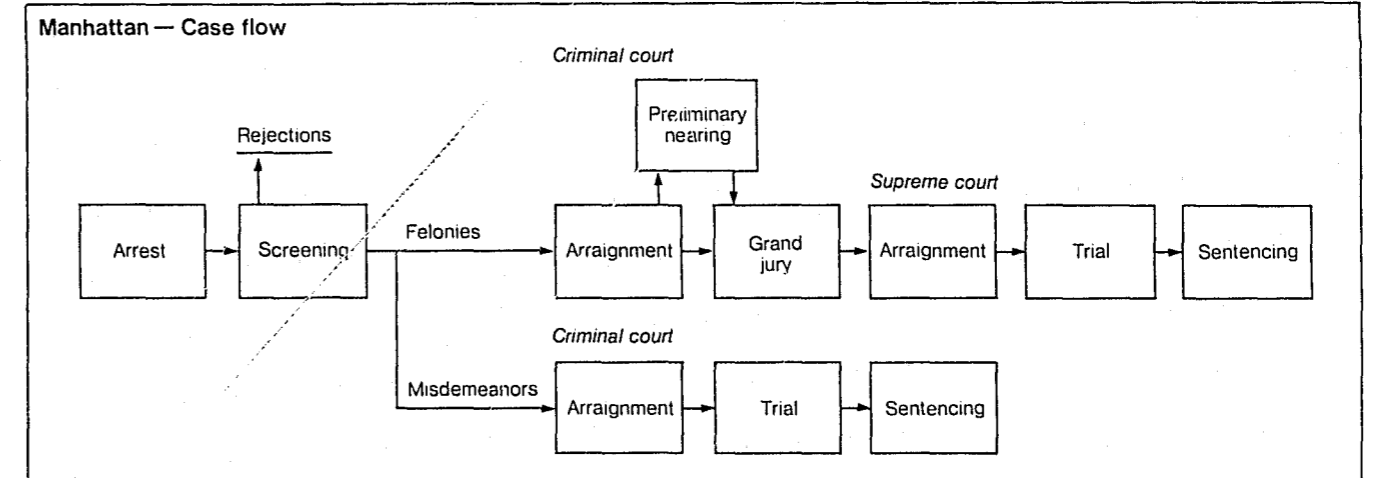 Manhattan — Case flow
Criminal court
Preliminary
hearing
Rejections
Supreme court
Arrest
Screening
Felonies
Arraignment
Grand
jury
Arraignment
Trial
Sentencing
Criminal court
Misdemeanors
Arraignment
Trial
Sentencing